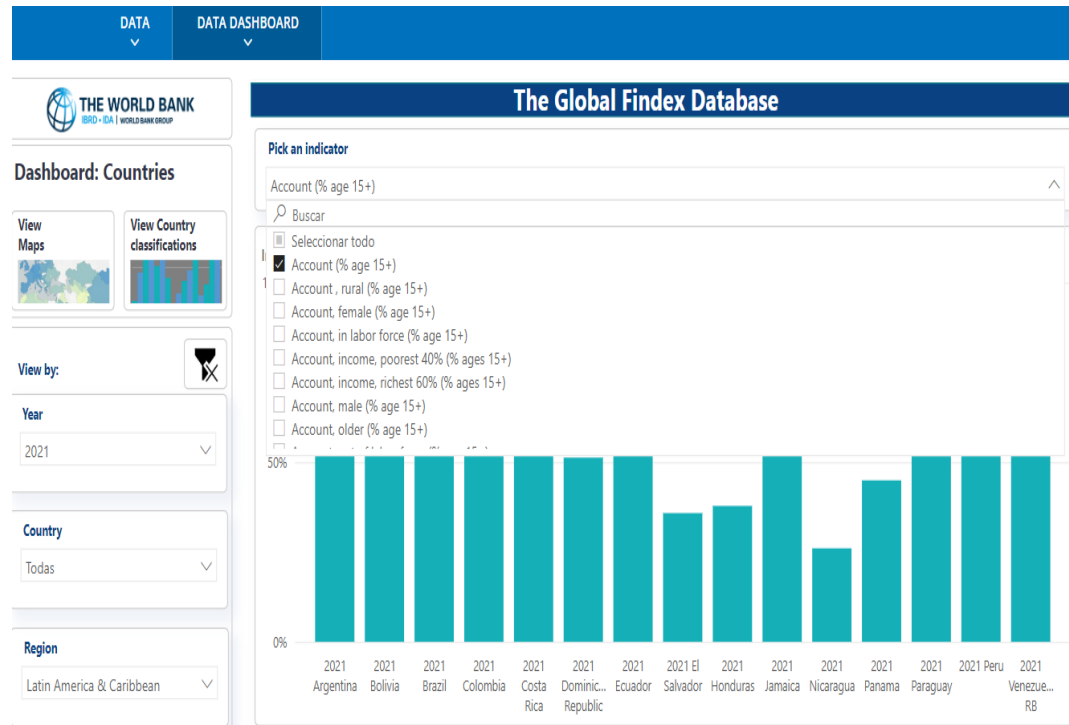 DATA
DATA DASHBOARD
THE WORLD BANK
IBRD • IDA | WORLD BANK GROUP
The Global Findex Database
Pick an indicator
Account (% age 15+)
Buscar
Seleccionar todo
Account (% age 15+)
Account , rural (% age 15+)
Account, female (% age 15+)
Account, in labor force (% age 15+)
Account, income, poorest 40% (% ages 15+)
Account, income, richest 60% (% ages 15+)
Account, male (% age 15+)
Account, older (% age 15+)
Dashboard: Countries
View
Maps
View Country
classifications
View by:
Year
2021
Country
Todas
Region
Latin America & Caribbean
50%
0%
2021
Argentina
2021
Bolivia
2021
Brazil
2021
Colombia
2021
Costa
Rica
2021
Dominic...
Republic
2021
Ecuador
2021 El
Salvador
2021
Honduras
2021
Jamaica
2021
Nicaragua
2021
Panama
2021
Paraguay
2021 Peru
2021
Venezue...
RB